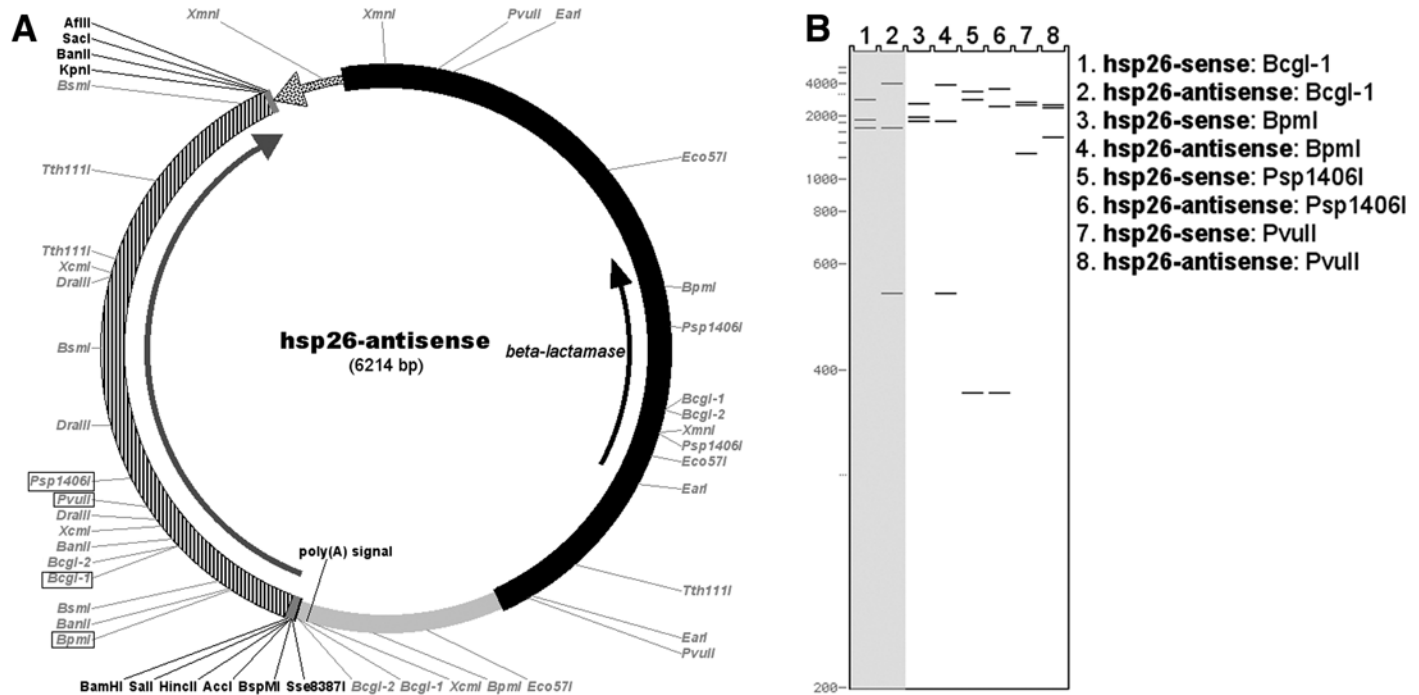 A
AflII
SacI
BanII
KpnI
BsmI
Tth111I
Tth111I
XcmI
DraIII
BsmI
DraIII
Psp1406I
PvuII
DraIII
XcmI
BanII
BcgI-2
BcgI-1
BsmI
BanII
BpmI
XmnI XmnI PvuII EarI
Eco57I
BpmI
Psp1406I
BcgI-1
BcgI-2
XmnI
Psp1406I
Eco57I
EarI
Tth111I
EarI
PvuII
hsp26-antisense
(6214 bp)
beta-lactamase
poly(A) signal
BamHI SalI HincII AccI BspMI Sse8387I BcgI-2 BcgI-1 XcmI BpmI Eco57I
B
1 2 3 4 5 6 7 8
4000
2000
1000
800
600
400
200
1. hsp26-sense: BcgI-1
2. hsp26-antisense: BcgI-1
3. hsp26-sense: BpmI
4. hsp26-antisense: BpmI
5. hsp26-sense: Psp1406I
6. hsp26-antisense: Psp1406I
7. hsp26-sense: PvuII
8. hsp26-antisense: PvuII